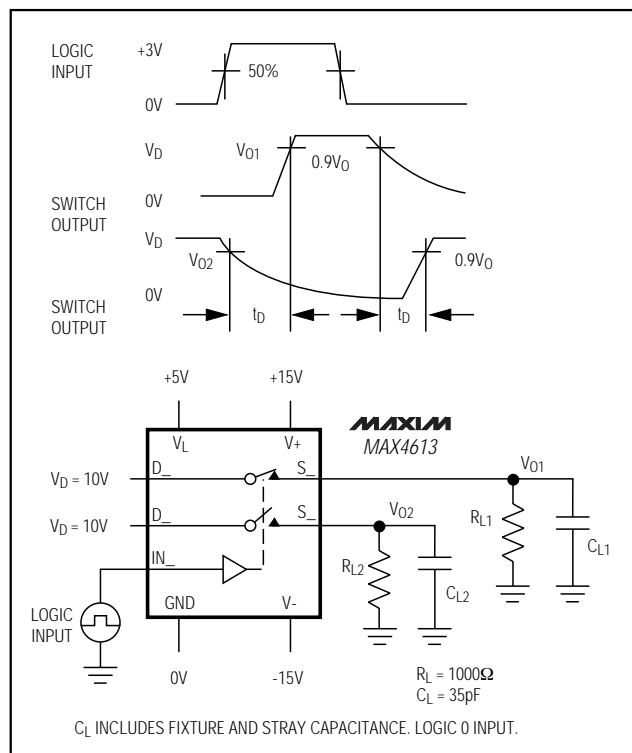 LOGIC
INPUT
+3V
50%
0V
V_D
V_O1
0.9V_O
SWITCH
OUTPUT
0V
V_D
V_O2
0.9V_O
SWITCH
OUTPUT
0V
t_D
t_D
+5V
+15V
MAXIM
MAX4613
V_L
V+
V_D = 10V
D_
S_
V_O1
V_D = 10V
D_
S_
V_O2
R_L1
C_L1
IN_
R_L2
C_L2
LOGIC
INPUT
GND
V-
0V
-15V
R_L = 1000Ω
C_L = 35pF
C_L INCLUDES FIXTURE AND STRAY CAPACITANCE. LOGIC 0 INPUT.